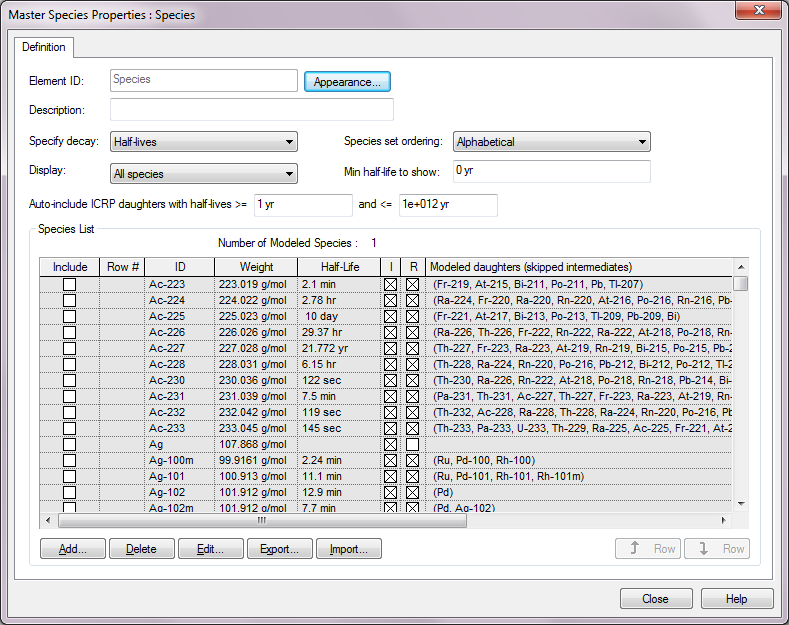 Master Species Properties : Species
Definition
Element ID: Species Appearance...
Description:
Specify decay: Half-lives Species set ordering: Alphabetical
Display: All species Min half-life to show: 0 yr
Auto-include ICRP daughters with half-lives >= 1 yr and <= 1e+012 yr
Species List
Number of Modeled Species : 1
Include Row # ID Weight Half-Life I R Modeled daughters (skipped intermediates)
Ac-223 223.019 g/mol 2.1 min (Fr-219, At-215, Bi-211, Po-211, Pb, Tl-207)
Ac-224 224.022 g/mol 2.78 hr (Ra-224, Fr-220, Ra-220, Rn-220, At-216, Po-216, Rn-216, Pb-
Ac-225 225.023 g/mol 10 day (Fr-221, At-217, Bi-213, Po-213, Tl-209, Pb-209, Bi)
Ac-226 226.026 g/mol 29.37 hr (Ra-226, Th-226, Fr-222, Rn-222, Ra-222, At-218, Po-218, Rn-
Ac-227 227.028 g/mol 21.772 yr (Th-227, Fr-223, Ra-223, At-219, Rn-219, Bi-215, Po-215, Pb-2
Ac-228 228.031 g/mol 6.15 hr (Th-228, Ra-224, Rn-220, Po-216, Pb-212, Bi-212, Po-212, Tl-2
Ac-230 230.036 g/mol 122 sec (Th-230, Ra-226, Rn-222, At-218, Po-218, Rn-218, Pb-214, Bi-
Ac-231 231.039 g/mol 7.5 min (Pa-231, Th-231, Ac-227, Th-227, Fr-223, Ra-223, At-219, Rn-
Ac-232 232.042 g/mol 119 sec (Th-232, Ac-228, Ra-228, Th-228, Ra-224, Rn-220, Po-216, Pb
Ac-233 233.045 g/mol 145 sec (Th-233, Pa-233, U-233, Th-229, Ra-225, Ac-225, Fr-221, At-2
Ag 107.868 g/mol
Ag-100m 99.9161 g/mol 2.24 min (Ru, Pd-100, Rh-100)
Ag-101 100.913 g/mol 11.1 min (Ru, Pd-101, Rh-101, Rh-101m)
Ag-102 101.912 g/mol 12.9 min (Pd)
Ag-102m 101.912 g/mol 7.7 min (Pd, Ag-102)
Add... Delete Edit... Export... Import... Row Row
Close Help